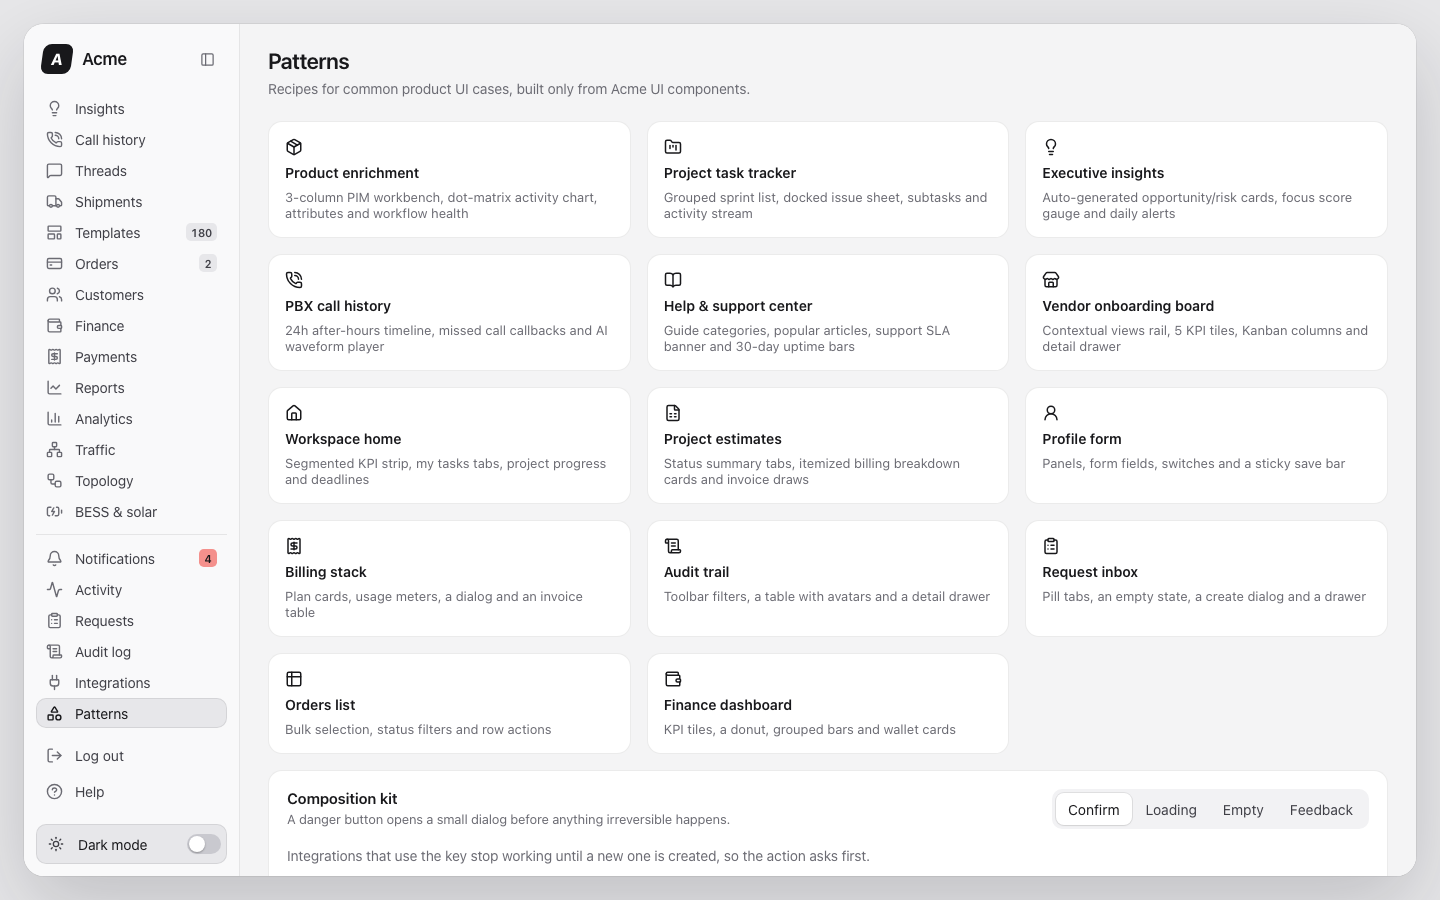 A
Acme
Insights
Call history
Threads
Shipments
Templates
180
Orders
2
Customers
Finance
Payments
Reports
Analytics
Traffic
Topology
BESS & solar
Notifications
4
Activity
Requests
Audit log
Integrations
Patterns
Log out
Help
Dark mode
Patterns
Recipes for common product UI cases, built only from Acme UI components.
Product enrichment
3-column PIM workbench, dot-matrix activity chart,
attributes and workflow health
Project task tracker
Grouped sprint list, docked issue sheet, subtasks and
activity stream
Executive insights
Auto-generated opportunity/risk cards, focus score
gauge and daily alerts
PBX call history
24h after-hours timeline, missed call callbacks and AI
waveform player
Help & support center
Guide categories, popular articles, support SLA
banner and 30-day uptime bars
Vendor onboarding board
Contextual views rail, 5 KPI tiles, Kanban columns and
detail drawer
Workspace home
Segmented KPI strip, my tasks tabs, project progress
and deadlines
Project estimates
Status summary tabs, itemized billing breakdown
cards and invoice draws
Profile form
Panels, form fields, switches and a sticky save bar
Billing stack
Plan cards, usage meters, a dialog and an invoice
table
Audit trail
Toolbar filters, a table with avatars and a detail drawer
Request inbox
Pill tabs, an empty state, a create dialog and a drawer
Orders list
Bulk selection, status filters and row actions
Finance dashboard
KPI tiles, a donut, grouped bars and wallet cards
Composition kit
A danger button opens a small dialog before anything irreversible happens.
Confirm
Loading
Empty
Feedback
Integrations that use the key stop working until a new one is created, so the action asks first.